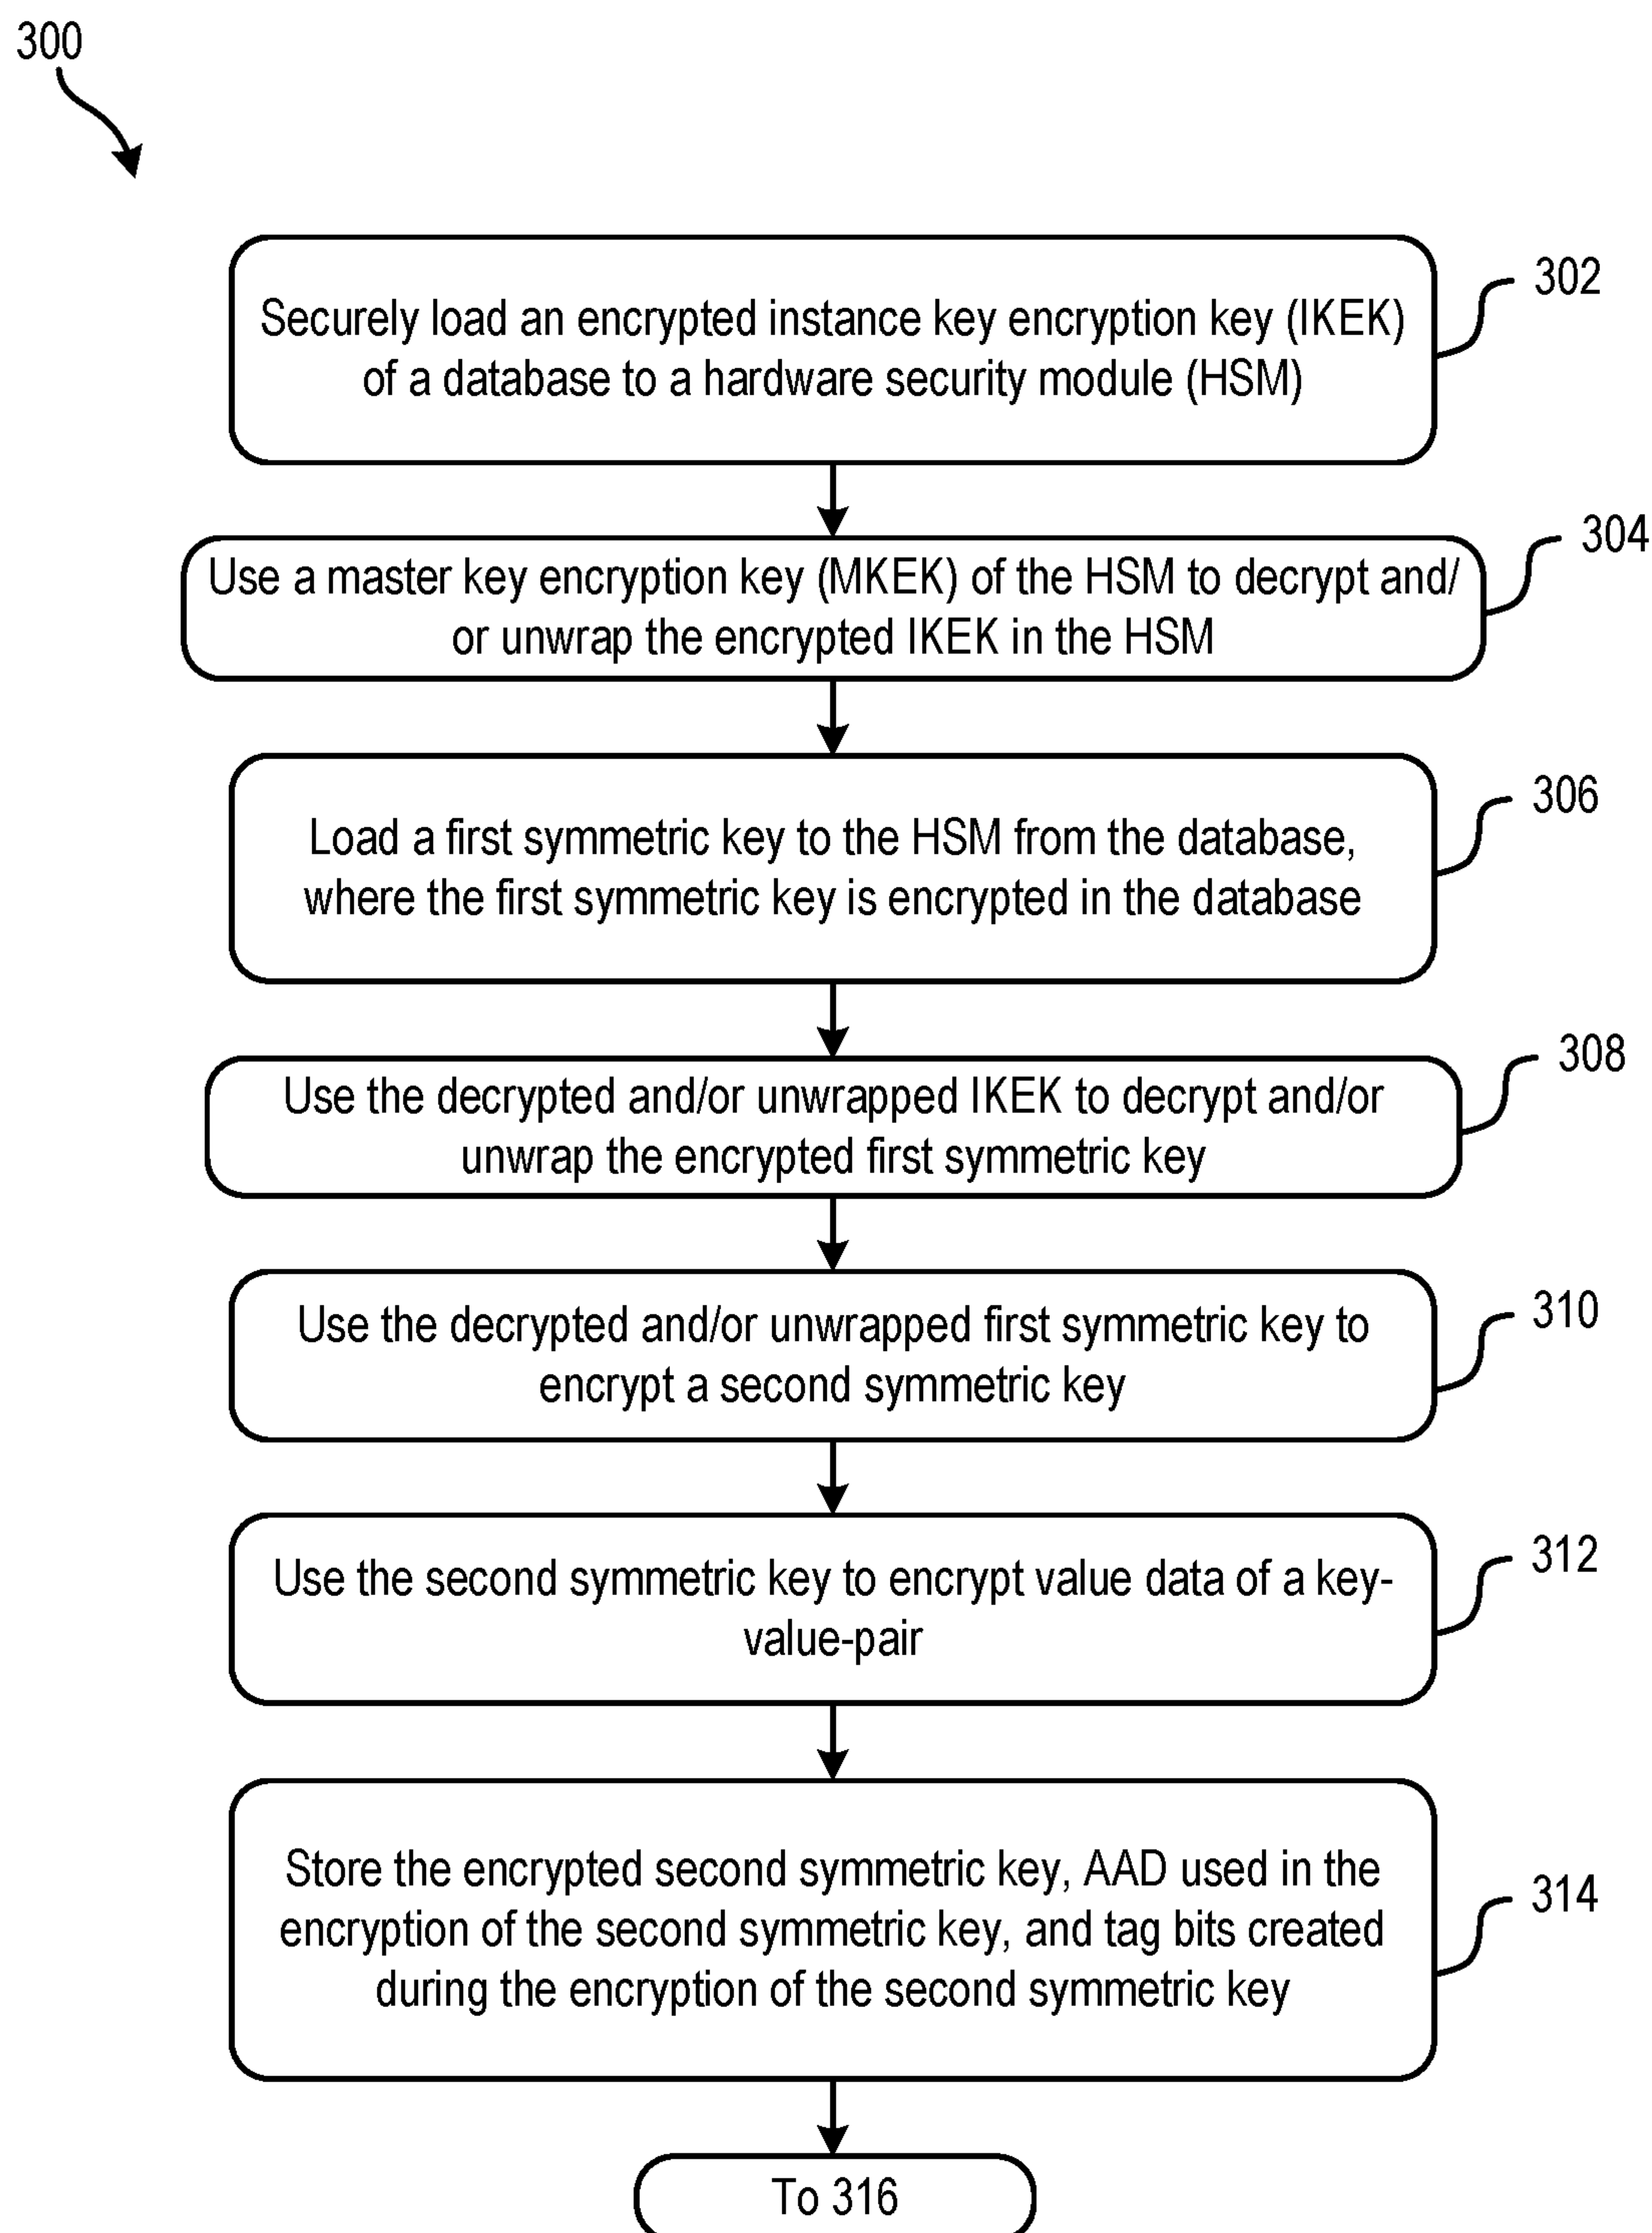 300
Securely load an encrypted instance key encryption key (IKEK)
of a database to a hardware security module (HSM)
302
Use a master key encryption key (MKEK) of the HSM to decrypt and/
or unwrap the encrypted IKEK in the HSM
304
Load a first symmetric key to the HSM from the database,
where the first symmetric key is encrypted in the database
306
Use the decrypted and/or unwrapped IKEK to decrypt and/or
unwrap the encrypted first symmetric key
308
Use the decrypted and/or unwrapped first symmetric key to
encrypt a second symmetric key
310
Use the second symmetric key to encrypt value data of a key-
value-pair
312
Store the encrypted second symmetric key, AAD used in the
encryption of the second symmetric key, and tag bits created
during the encryption of the second symmetric key
314
To 316